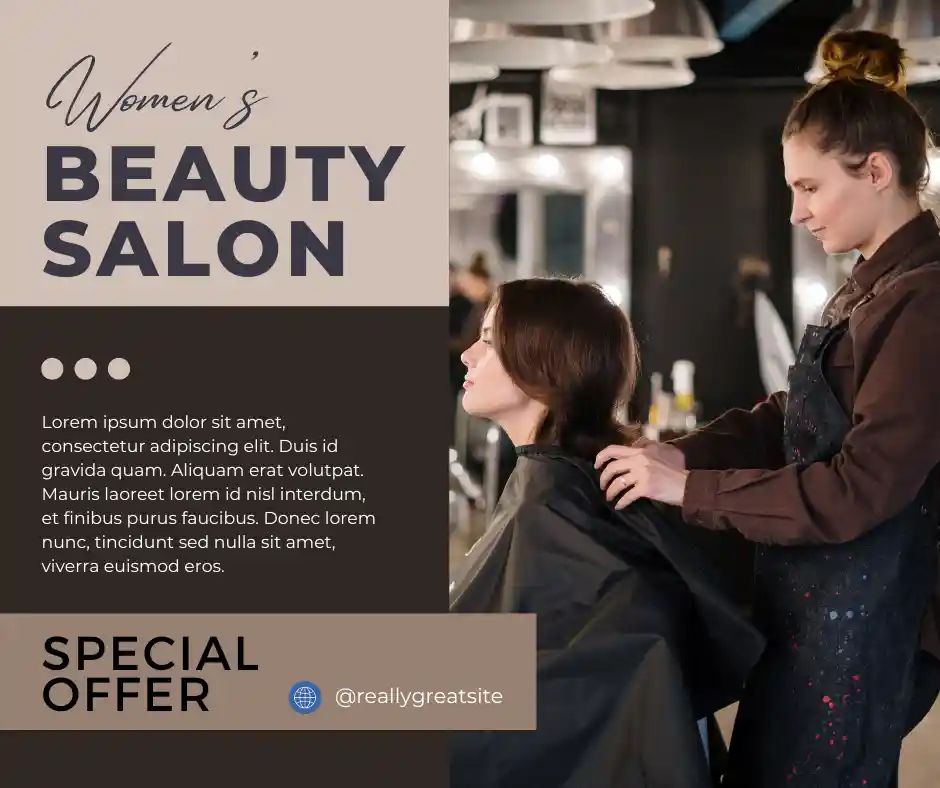 Women's
BEAUTY
SALON
Lorem ipsum dolor sit amet,
consectetur adipiscing elit. Duis id
gravida quam. Aliquam erat volutpat.
Mauris laoreet lorem id nisl interdum,
et finibus purus faucibus. Donec lorem
nunc, tincidunt sed nulla sit amet,
viverra euismod eros.
SPECIAL
OFFER
@reallygreatsite